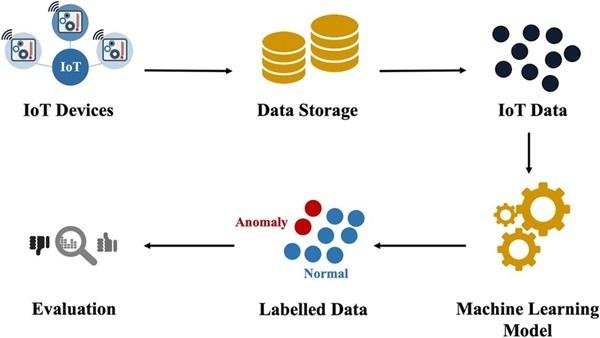 IoT
IoT Devices
Data Storage
IoT Data
Anomaly
Normal
Evaluation
Labelled Data
Machine Learning
Model